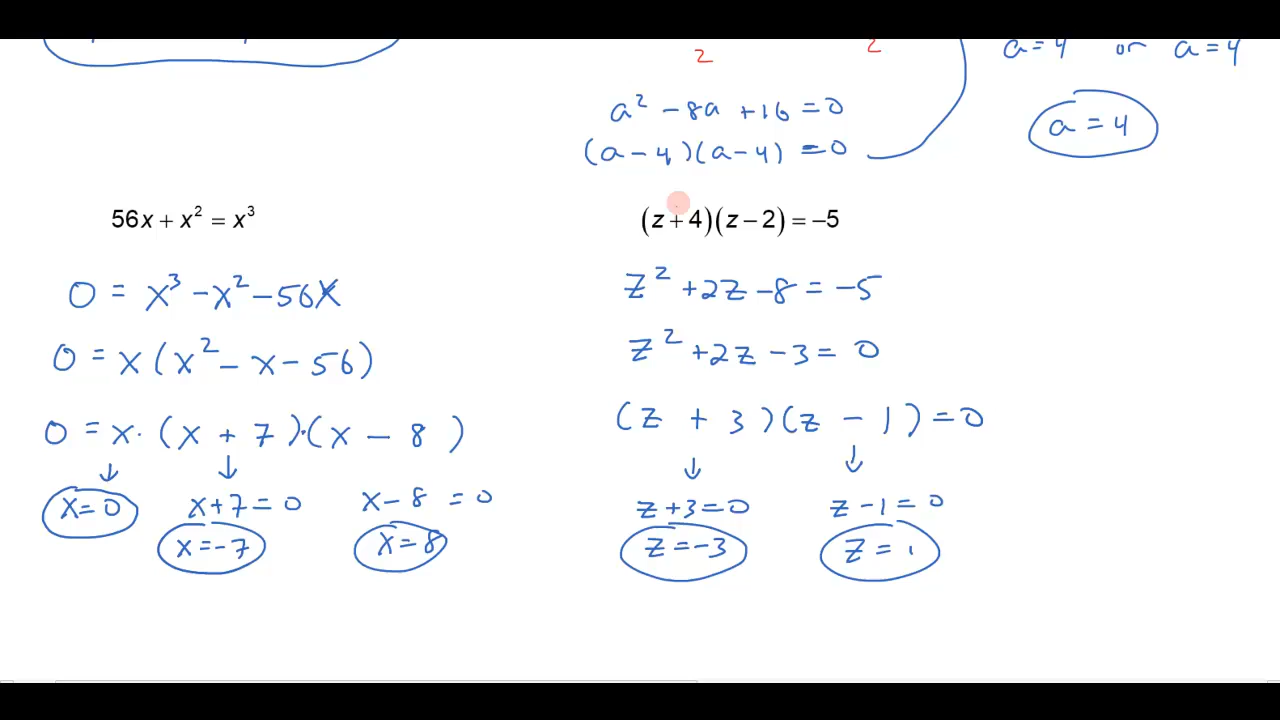 2 2
a = 4 or a = 4
a² - 8a + 16 = 0
a = 4
(a - 4)(a - 4) = 0
56x + x² = x³
0 = x³ - x² - 56x
0 = x(x² - x - 56)
0 = x · (x + 7) · (x - 8)
x = 0
x + 7 = 0
x - 8 = 0
x = -7
x = 8
(z + 4)(z - 2) = -5
z² + 2z - 8 = -5
z² + 2z - 3 = 0
(z + 3)(z - 1) = 0
z + 3 = 0
z - 1 = 0
z = -3
z = 1